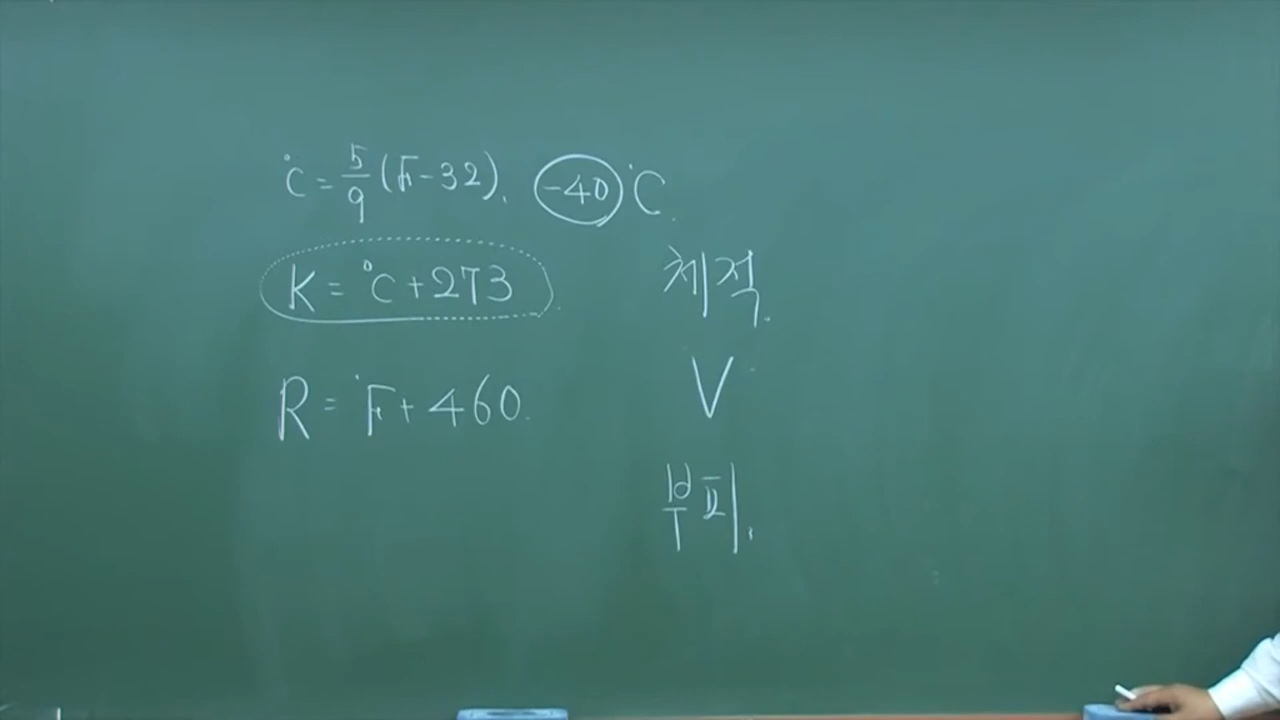 °C = 5/9 (°F - 32). -40 °C.
K = °C + 273
체적.
R = °F + 460.
V
부피.